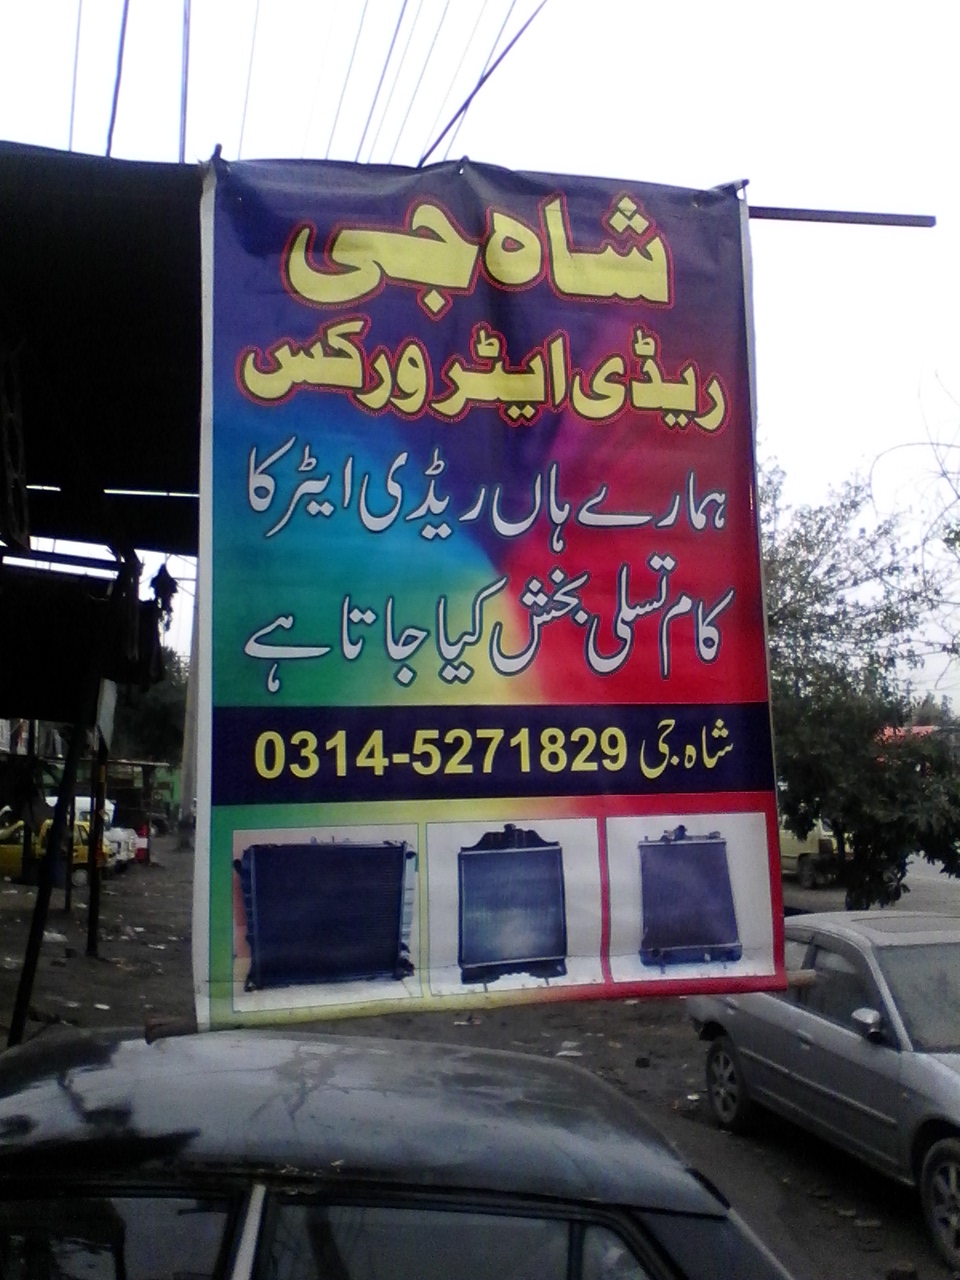 شاہ جی
ریڈی ایٹر ورکس
ہمارے ہاں ریڈی ایٹر کا
کام تسلی بخش کیا جاتا ہے
شاہ جی 0314-5271829